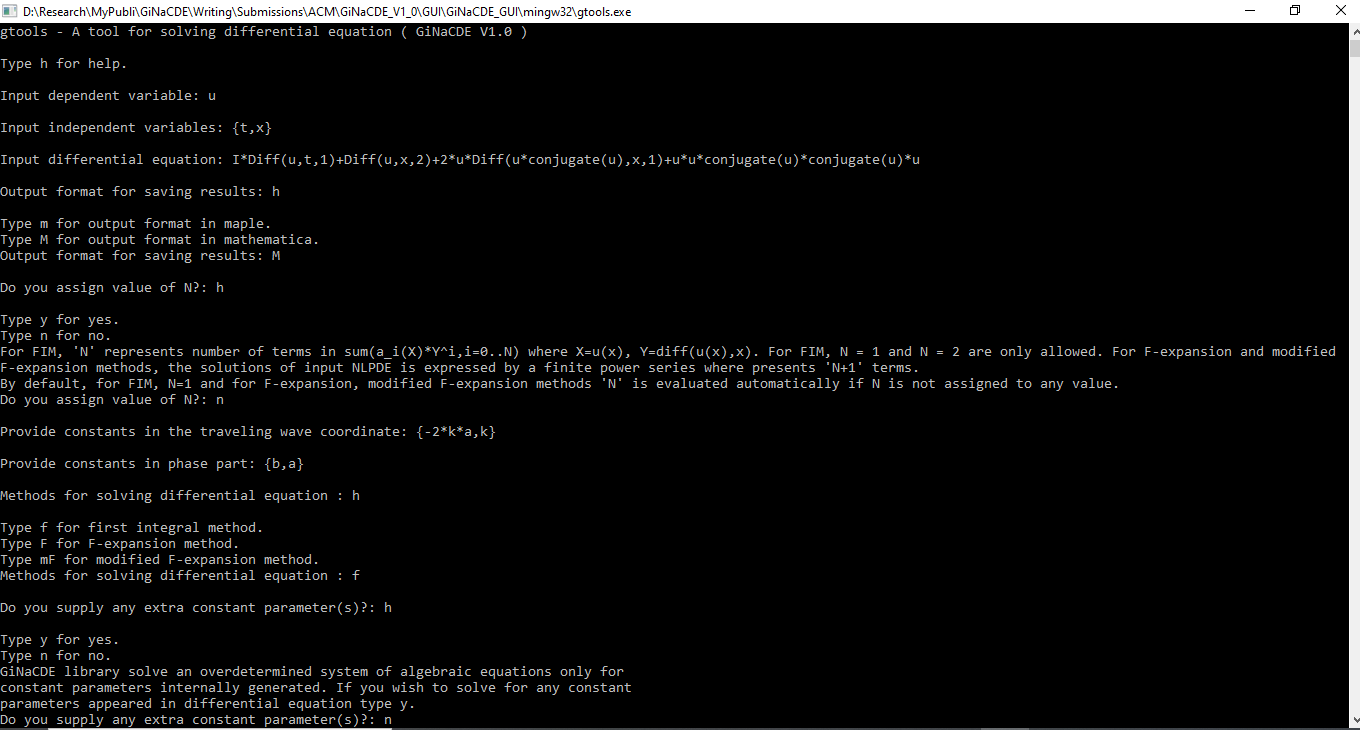 D:\Research\MyPubli\GiNaCDE\Writing\Submissions\ACM\GiNaCDE_V1_0\GUI\GiNaCDE_GUI\mingw32\gtools.exe
gtools - A tool for solving differential equation ( GiNaCDE V1.0 )
Type h for help.
Input dependent variable: u
Input independent variables: {t,x}
Input differential equation: I*Diff(u,t,1)+Diff(u,x,2)+2*u*Diff(u*conjugate(u),x,1)+u*u*conjugate(u)*conjugate(u)*u
Output format for saving results: h
Type m for output format in maple.
Type M for output format in mathematica.
Output format for saving results: M
Do you assign value of N?: h
Type y for yes.
Type n for no.
For FIM, 'N' represents number of terms in sum(a_i(X)*Y^i,i=0..N) where X=u(x), Y=diff(u(x),x). For FIM, N = 1 and N = 2 are only allowed. For F-expansion and modified
F-expansion methods, the solutions of input NLPDE is expressed by a finite power series where presents 'N+1' terms.
By default, for FIM, N=1 and for F-expansion, modified F-expansion methods 'N' is evaluated automatically if N is not assigned to any value.
Do you assign value of N?: n
Provide constants in the traveling wave coordinate: {-2*k*a,k}
Provide constants in phase part: {b,a}
Methods for solving differential equation : h
Type f for first integral method.
Type F for F-expansion method.
Type mF for modified F-expansion method.
Methods for solving differential equation : f
Do you supply any extra constant parameter(s)?: h
Type y for yes.
Type n for no.
GiNaCDE library solve an overdetermined system of algebraic equations only for
constant parameters internally generated. If you wish to solve for any constant
parameters appeared in differential equation type y.
Do you supply any extra constant parameter(s)?: n